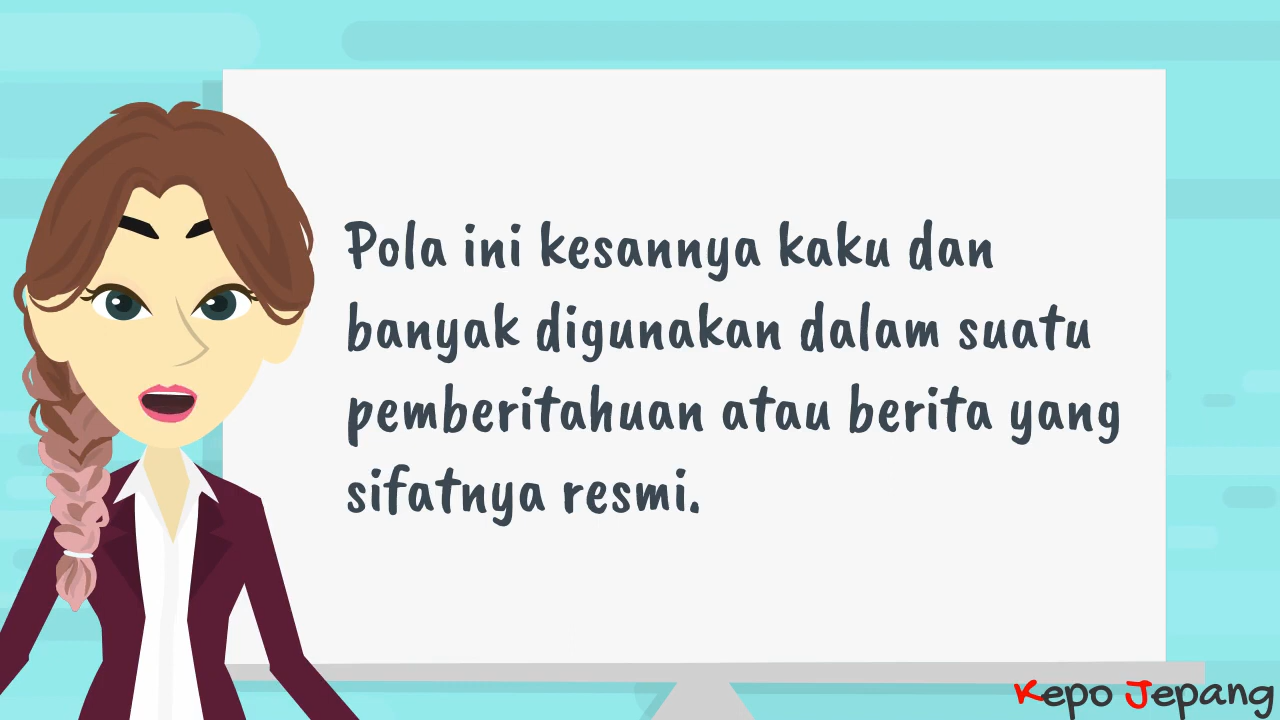 Pola ini kesannya kaku dan
banyak digunakan dalam suatu
pemberitahuan atau berita yang
sifatnya resmi.
Kepo Jepang